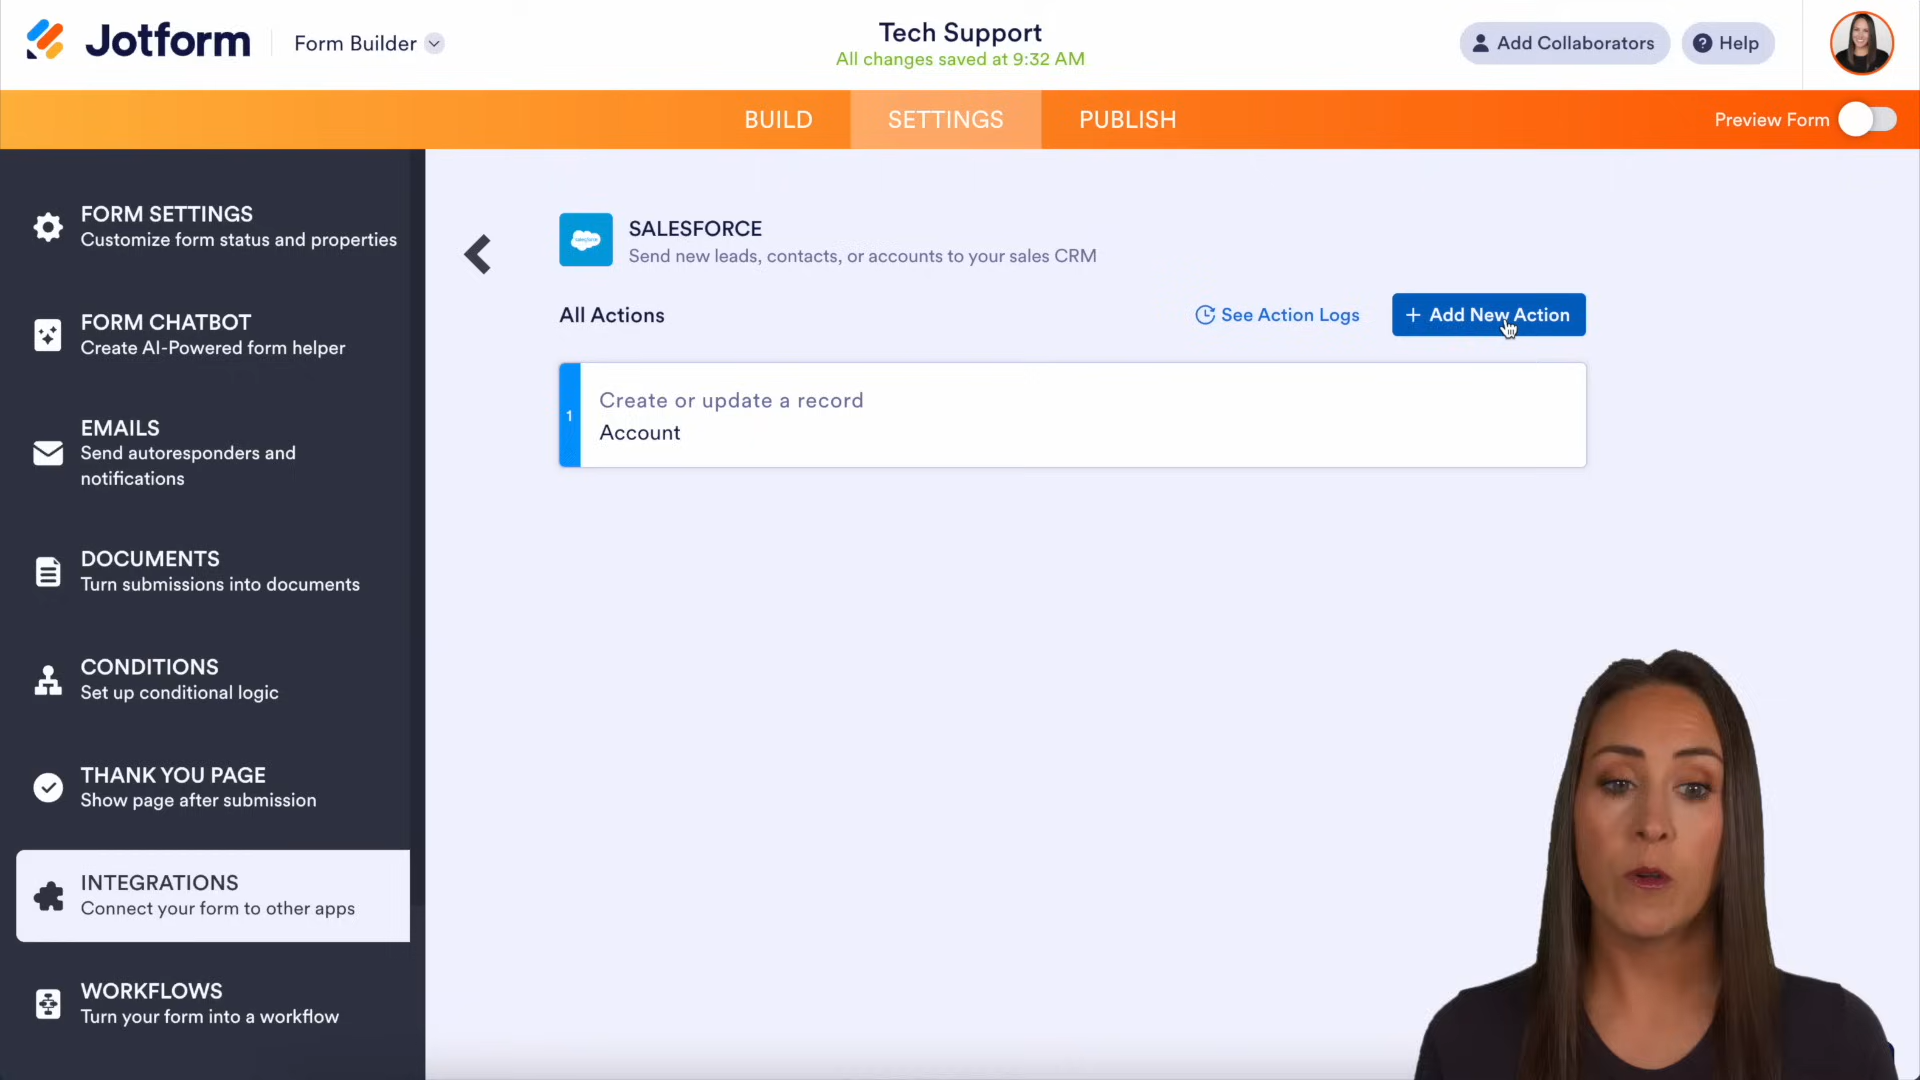 Jotform
Form Builder
Tech Support
All changes saved at 9:32 AM
Add Collaborators
Help
BUILD
SETTINGS
PUBLISH
Preview Form
FORM SETTINGS
Customize form status and properties
FORM CHATBOT
Create AI-Powered form helper
EMAILS
Send autoresponders and
notifications
DOCUMENTS
Turn submissions into documents
CONDITIONS
Set up conditional logic
THANK YOU PAGE
Show page after submission
INTEGRATIONS
Connect your form to other apps
WORKFLOWS
Turn your form into a workflow
salesforce
SALESFORCE
Send new leads, contacts, or accounts to your sales CRM
All Actions
See Action Logs
+ Add New Action
1
Create or update a record
Account